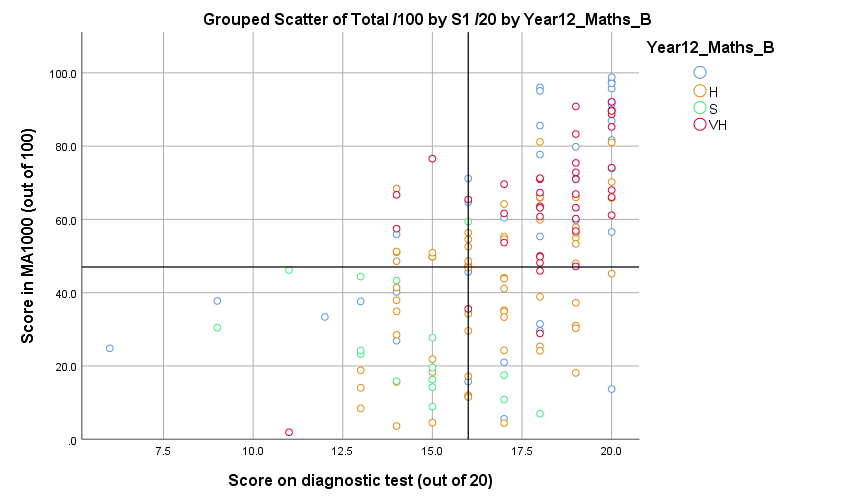 Grouped Scatter of Total /100 by S1 /20 by Year12_Maths_B
Year12_Maths_B
H
S
VH
100.0
80.0
60.0
40.0
20.0
.0
Score in MA1000 (out of 100)
7.5 10.0 12.5 15.0 17.5 20.0
Score on diagnostic test (out of 20)